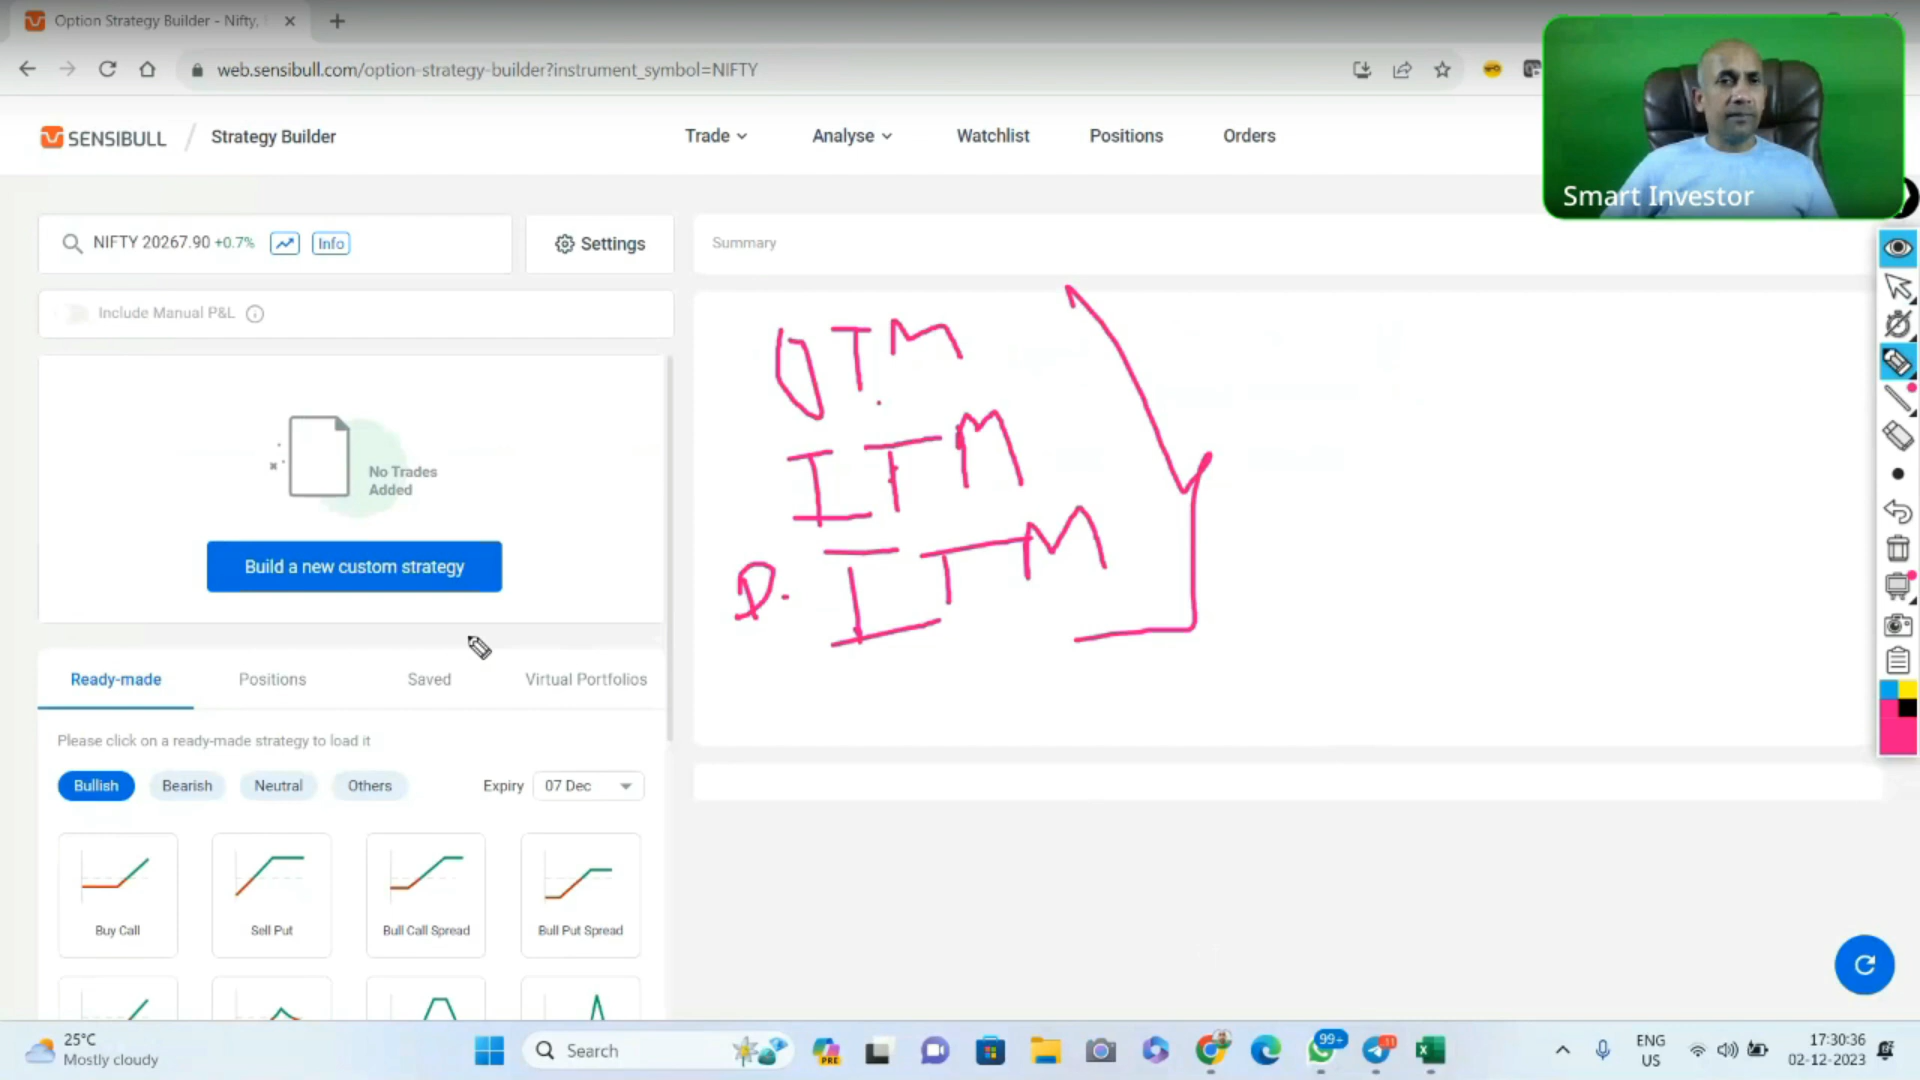 Option Strategy Builder - Nifty,
web.sensibull.com/option-strategy-builder?instrument_symbol=NIFTY
SENSIBULL / Strategy Builder
Trade
Analyse
Watchlist
Positions
Orders
Smart Investor
NIFTY 20267.90 +0.7%
Info
Settings
Summary
Include Manual P&L
OTM
ITM
D. ITM
No Trades
Added
Build a new custom strategy
Ready-made
Positions
Saved
Virtual Portfolios
Please click on a ready-made strategy to load it
Bullish
Bearish
Neutral
Others
Expiry
07 Dec
Buy Call
Sell Put
Bull Call Spread
Bull Put Spread
25°C
Mostly cloudy
Search
PRE
99+
31
ENG
US
17:30:36
02-12-2023